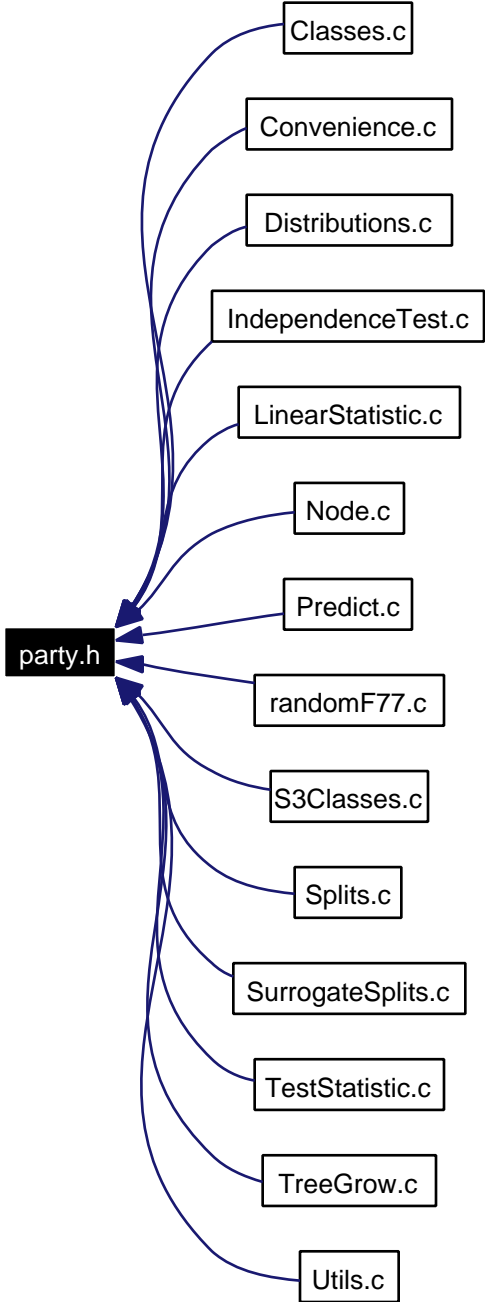 Classes.c
Convenience.c
Distributions.c
IndependenceTest.c
LinearStatistic.c
Node.c
Predict.c
party.h
randomF77.c
S3Classes.c
Splits.c
SurrogateSplits.c
TestStatistic.c
TreeGrow.c
Utils.c